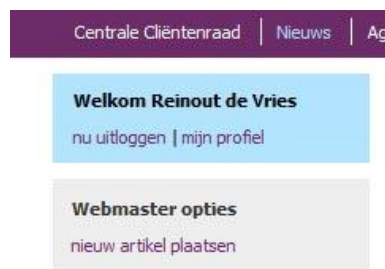 Centrale Cliëntenraad | Nieuws | Ag
Welkom Reinout de Vries
nu uitloggen | mijn profiel
Webmaster opties
nieuw artikel plaatsen